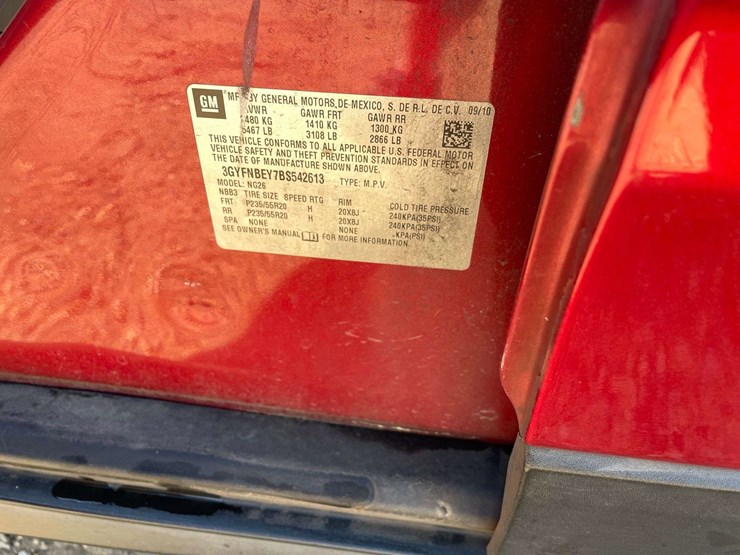 GM MFD BY GENERAL MOTORS DE MEXICO, S. DE R.L. DE C.V. 09/10
GVWR GAWR FRT GAWR RR
480 KG 1410 KG 1300 KG
5467 LB 3108 LB 2866 LB
THIS VEHICLE CONFORMS TO ALL APPLICABLE U.S. FEDERAL MOTOR
VEHICLE SAFETY AND THEFT PREVENTION STANDARDS IN EFFECT ON
THE DATE OF MANUFACTURE SHOWN ABOVE.
3GYFNBEY7BS542613 TYPE: M.P.V.
MODEL: NG26
NBB3 TIRE SIZE SPEED RTG RIM COLD TIRE PRESSURE
FRT P235/55R20 H 20X8J 240KPA(35PSI)
RR P235/55R20 H 20X8J 240KPA(35PSI)
SPA NONE NONE KPA(PSI)
SEE OWNER'S MANUAL FOR MORE INFORMATION.